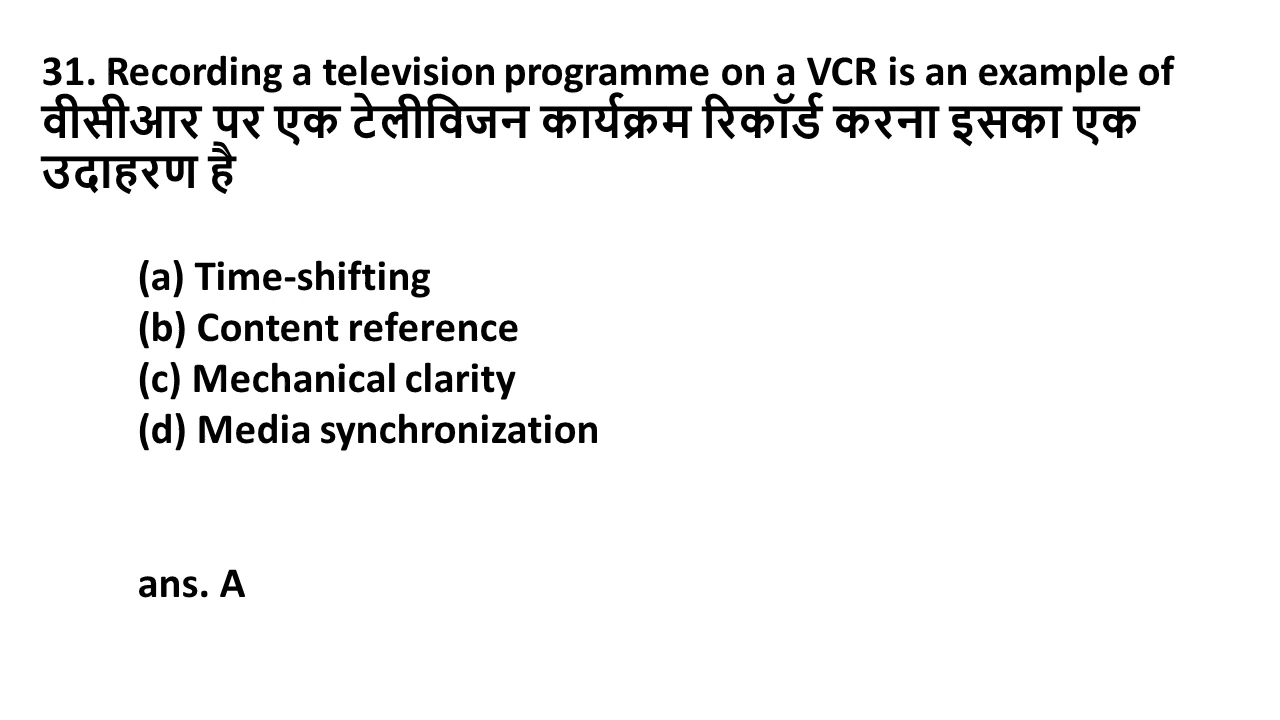 31. Recording a television programme on a VCR is an example of
वीसीआर पर एक टेलीविजन कार्यक्रम रिकॉर्ड करना इसका एक
उदाहरण है
(a) Time-shifting
(b) Content reference
(c) Mechanical clarity
(d) Media synchronization
ans. A